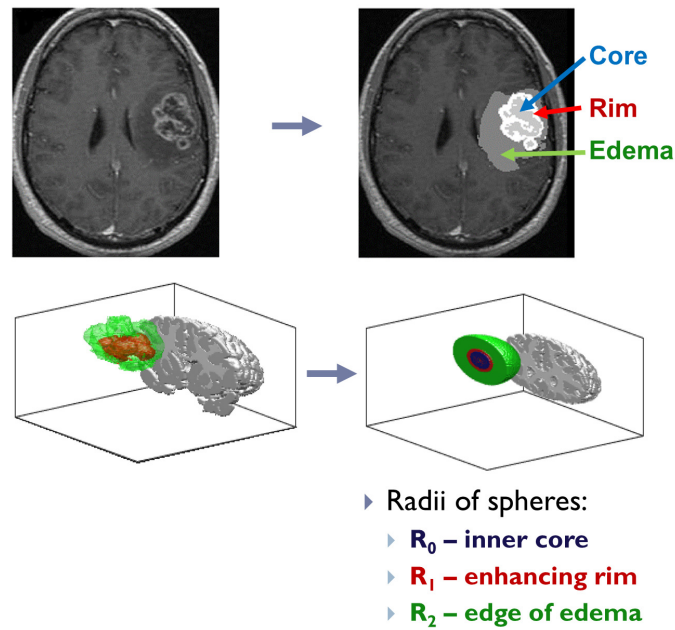 Core
Rim
Edema
Radii of spheres:
R₀ – inner core
R₁ – enhancing rim
R₂ – edge of edema